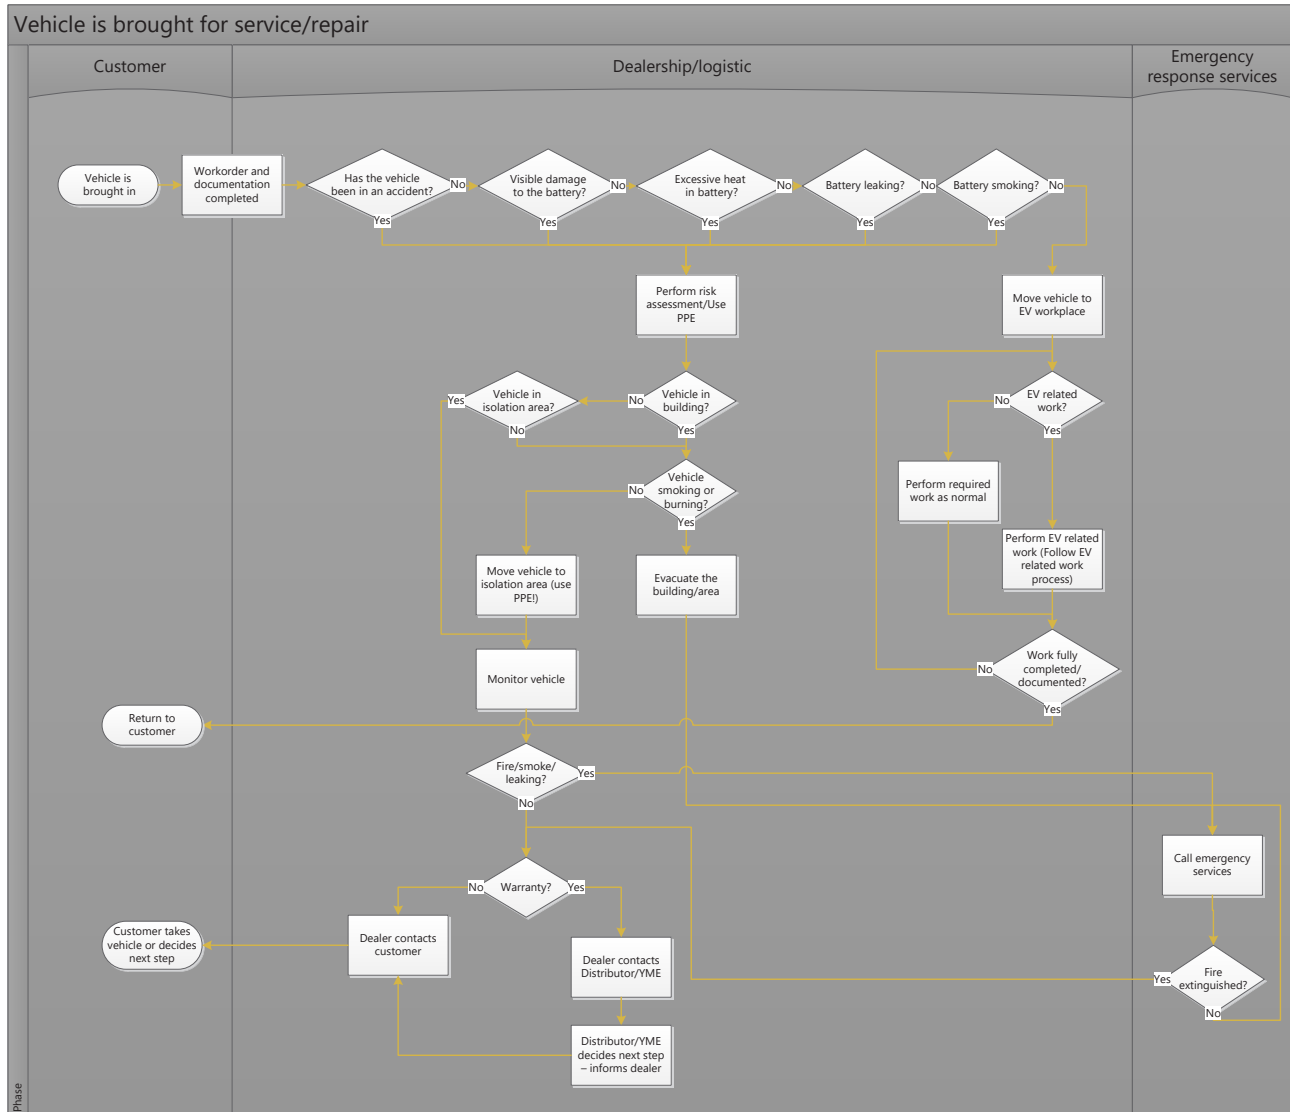 Vehicle is brought for service/repair
Customer
Dealership/logistic
Emergency
response services
Vehicle is
brought in
Workorder and
documentation
completed
Has the vehicle
been in an accident?
No
Yes
Visible damage
to the battery?
No
Yes
Excessive heat
in battery?
No
Yes
Battery leaking?
No
Yes
Battery smoking?
No
Yes
Perform risk
assessment/Use
PPE
Move vehicle to
EV workplace
Yes
Vehicle in
isolation area?
No
No
Vehicle in
building?
Yes
No
EV related
work?
Yes
No
Vehicle
smoking or
burning?
Yes
Perform required
work as normal
Perform EV related
work (Follow EV
related work
process)
Move vehicle to
isolation area (use
PPE!)
Evacuate the
building/area
Monitor vehicle
No
Work fully
completed/
documented?
Yes
Return to
customer
Fire/smoke/
leaking?
Yes
No
Call emergency
services
No
Warranty?
Yes
Customer takes
vehicle or decides
next step
Dealer contacts
customer
Dealer contacts
Distributor/YME
Yes
Fire
extinguished?
No
Distributor/YME
decides next step
– informs dealer
Phase